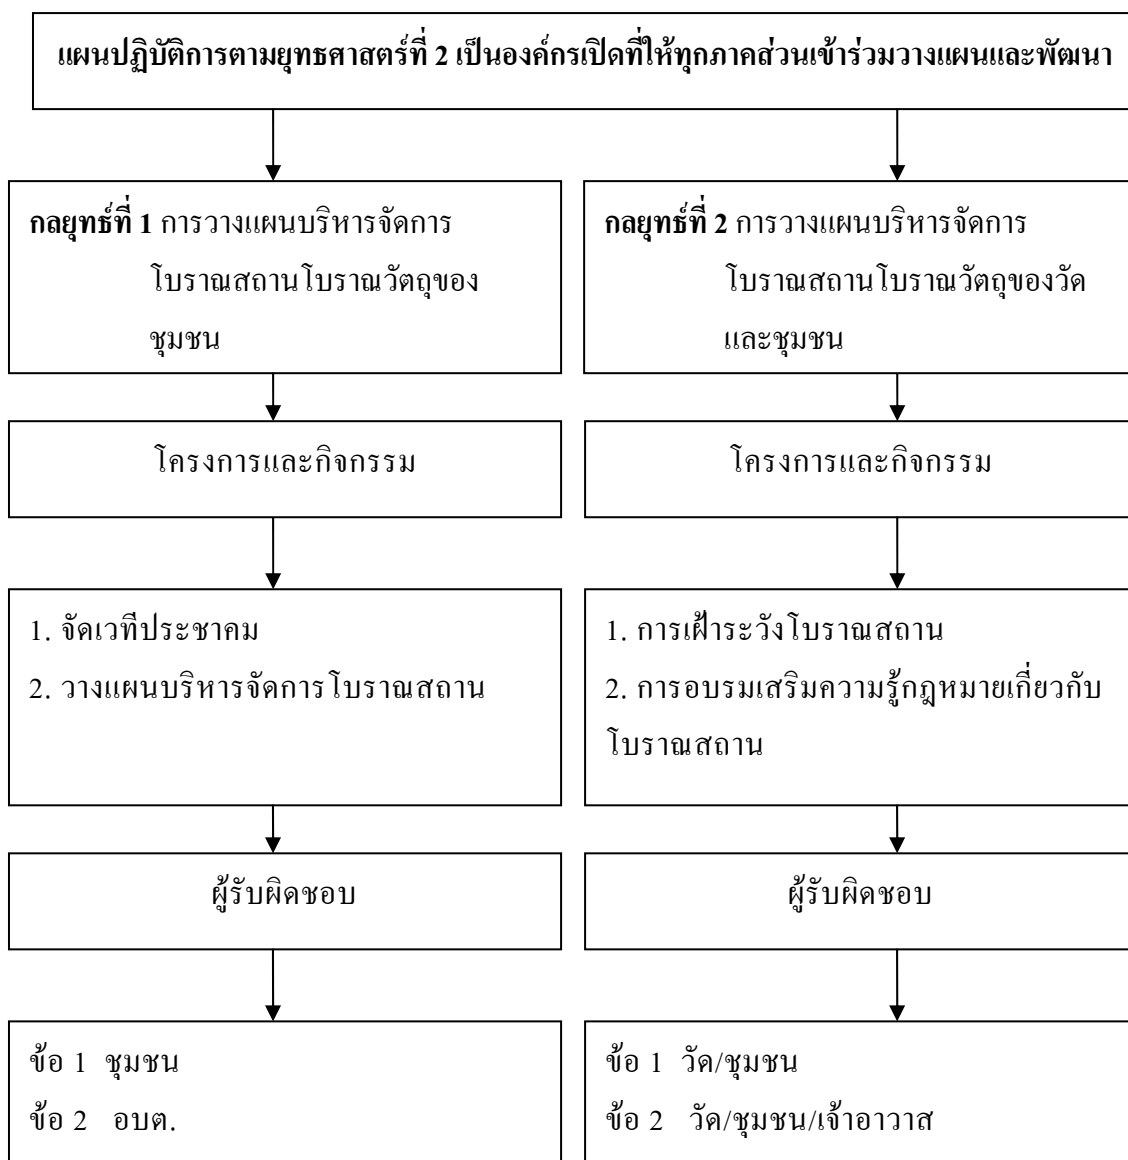 แผนปฏิบัติการตามยุทธศาสตร์ที่ 2 เป็นองค์กรเปิดที่ให้ทุกภาคส่วนเข้าร่วมวางแผนและพัฒนา
กลยุทธ์ที่ 1 การวางแผนบริหารจัดการ
โบราณสถานโบราณวัตถุของ
ชุมชน
กลยุทธ์ที่ 2 การวางแผนบริหารจัดการ
โบราณสถานโบราณวัตถุของวัด
และชุมชน
โครงการและกิจกรรม
โครงการและกิจกรรม
1. จัดเวทีประชาคม
2. วางแผนบริหารจัดการโบราณสถาน
1. การเฝ้าระวังโบราณสถาน
2. การอบรมเสริมความรู้กฎหมายเกี่ยวกับ
โบราณสถาน
ผู้รับผิดชอบ
ผู้รับผิดชอบ
ข้อ 1 ชุมชน
ข้อ 2 อบต.
ข้อ 1 วัด/ชุมชน
ข้อ 2 วัด/ชุมชน/เจ้าอาวาส